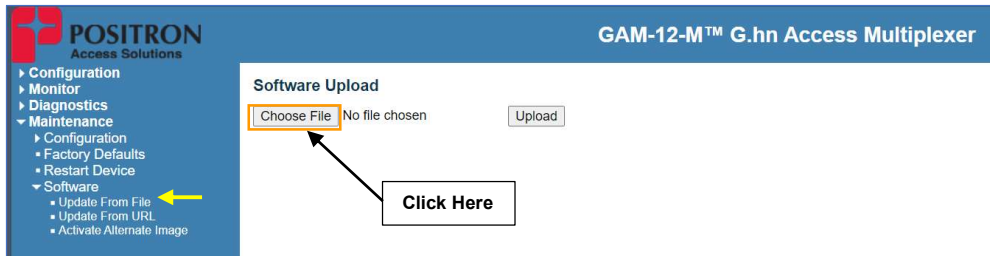 POSITRON
Access Solutions
GAM-12-M™ G.hn Access Multiplexer
Configuration
Monitor
Diagnostics
Maintenance
Configuration
Factory Defaults
Restart Device
Software
Update From File
Update From URL
Activate Alternate Image
Software Upload
Choose File No file chosen Upload
Click Here